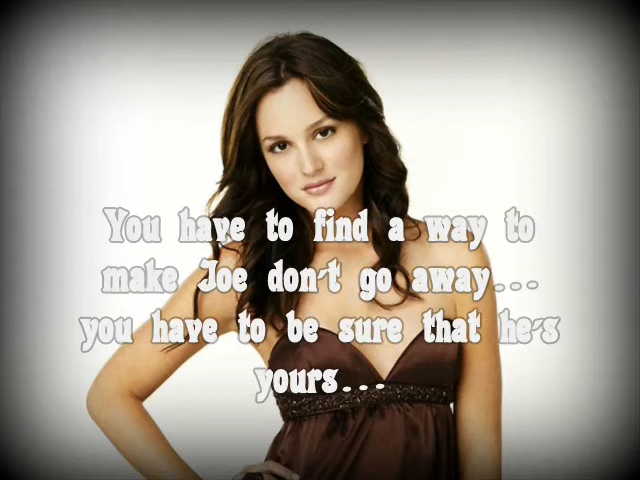 You have to find a way to
make Joe don't go away...
you have to be sure that he's
yours...